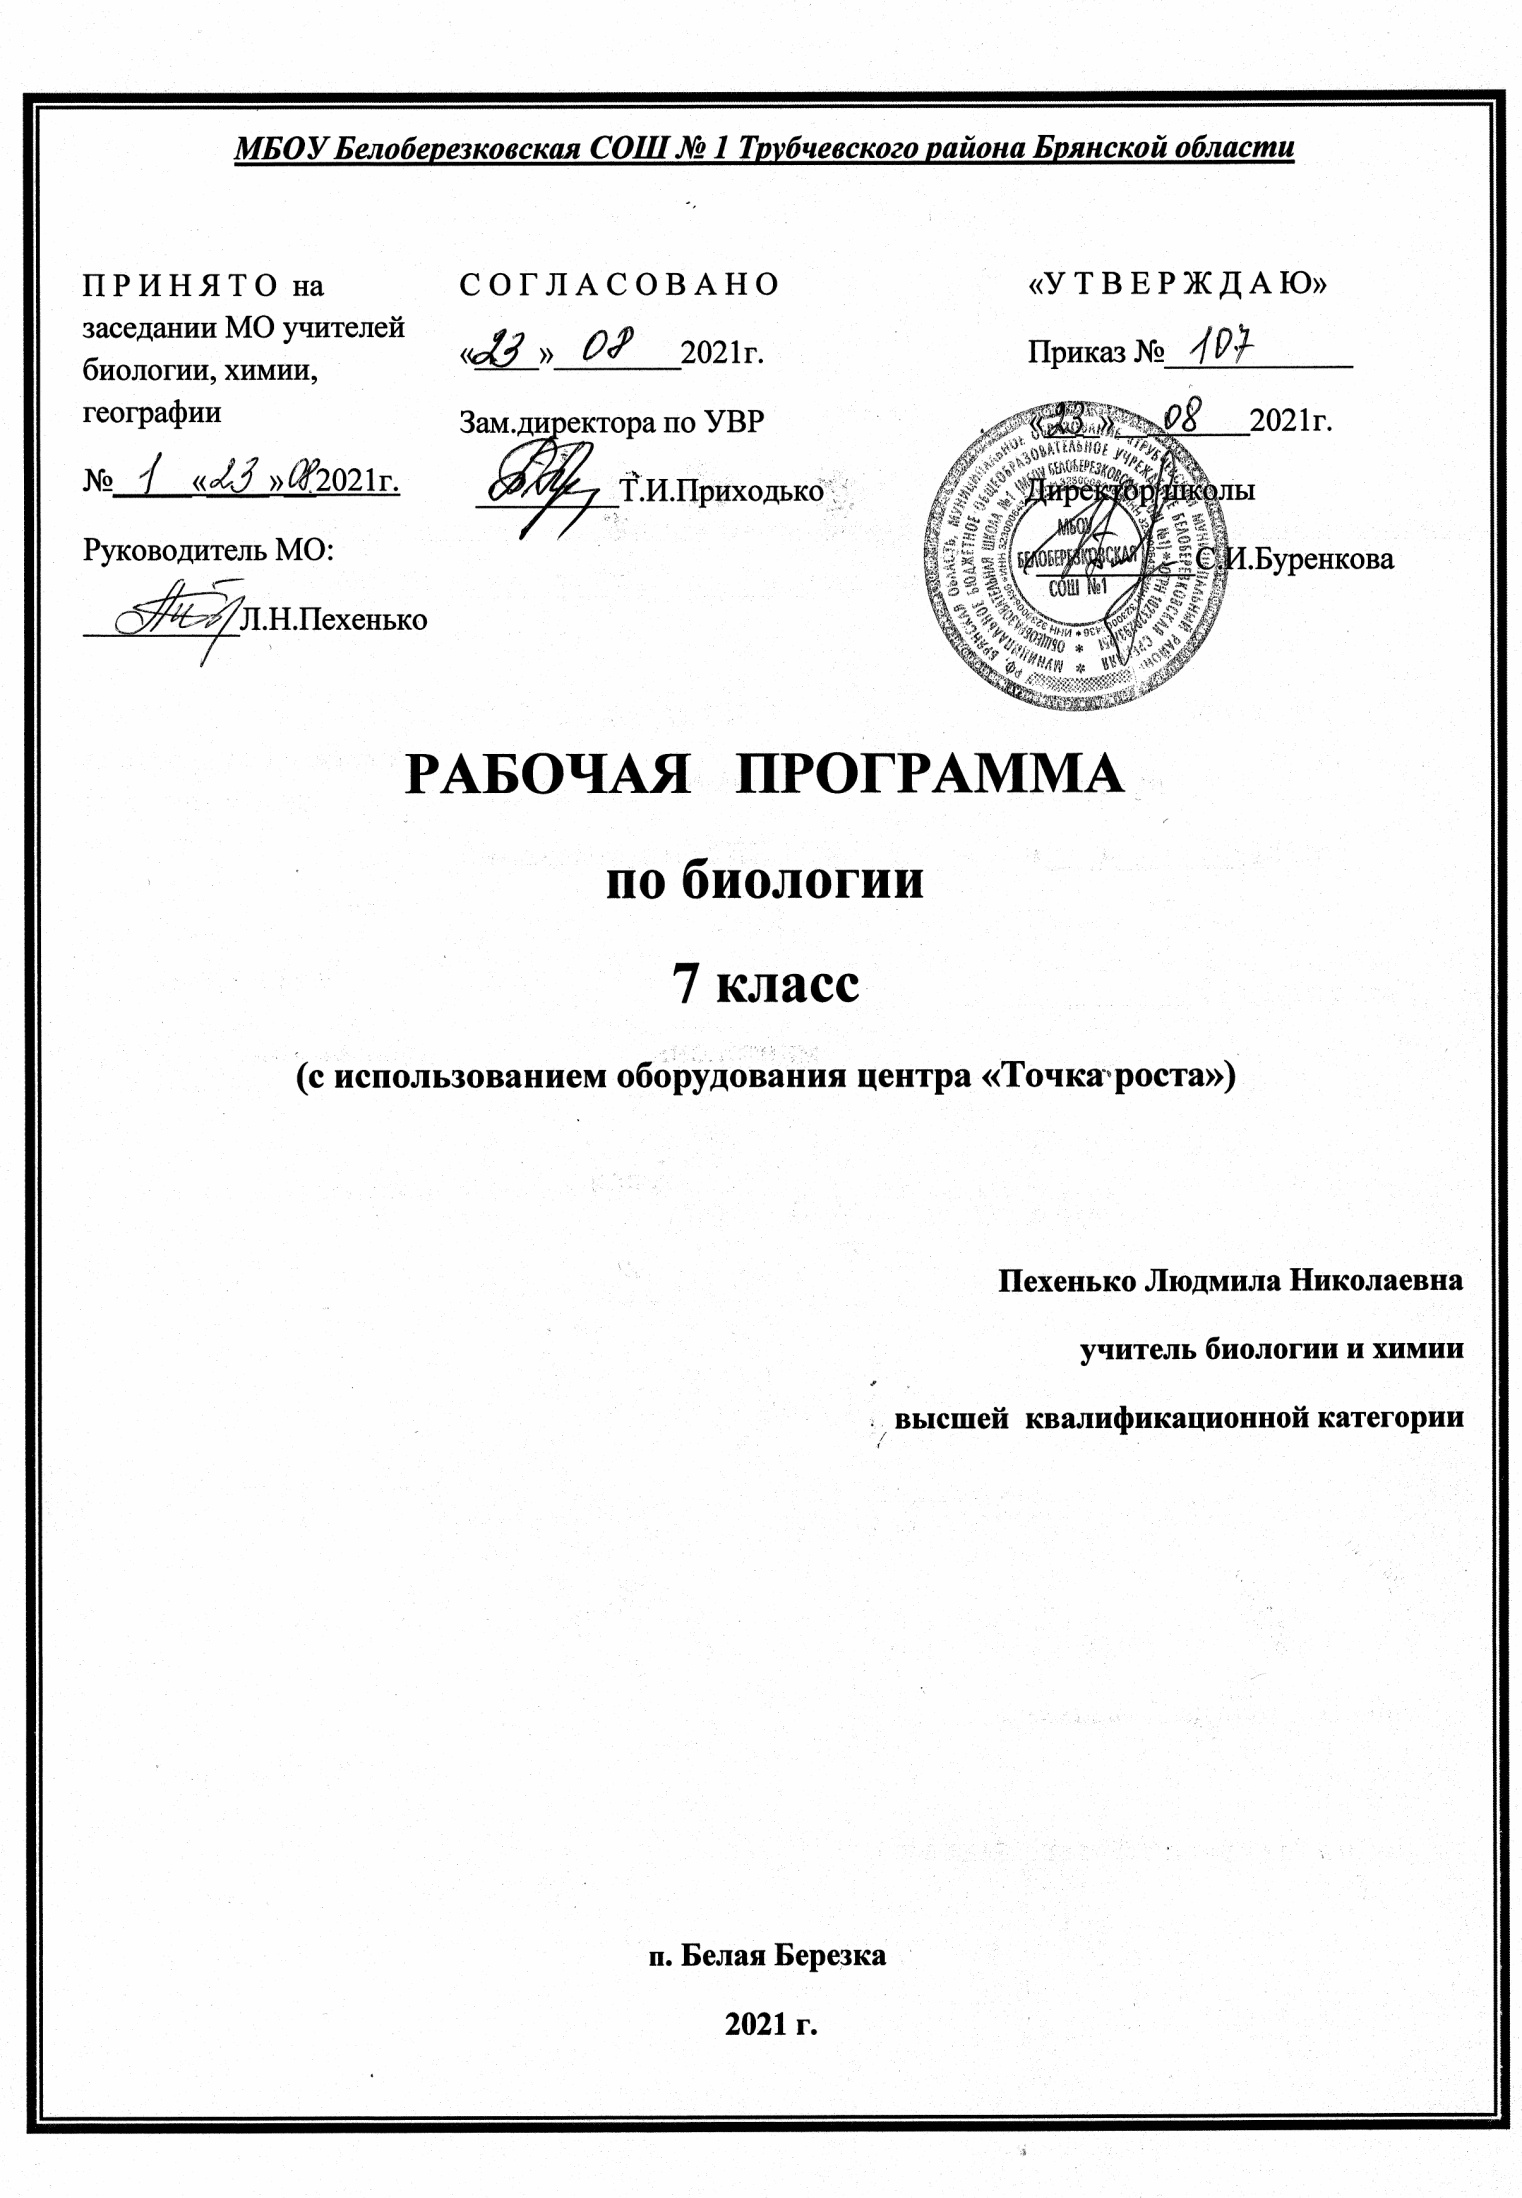 МБОУ Белоберезковская СОШ № 1 Трубчевского района Брянской области
П Р И Н Я Т О на
заседании МО учителей
биологии, химии,
географии
№ 1 «23» 08 2021г.
Руководитель МО:
Л.Н.Пехенько
С О Г Л А С О В А Н О
«23» 08 2021г.
Зам.директора по УВР
Т.И.Приходько
«У Т В Е Р Ж Д А Ю»
Приказ № 107
«23» 08 2021г.
Директор школы
С.И.Буренкова
МБОУ
БЕЛОБЕРЕЗКОВСКАЯ
СОШ №1
РАБОЧАЯ ПРОГРАММА
по биологии
7 класс
(с использованием оборудования центра «Точка роста»)
Пехенько Людмила Николаевна
учитель биологии и химии
высшей квалификационной категории
п. Белая Березка
2021 г.